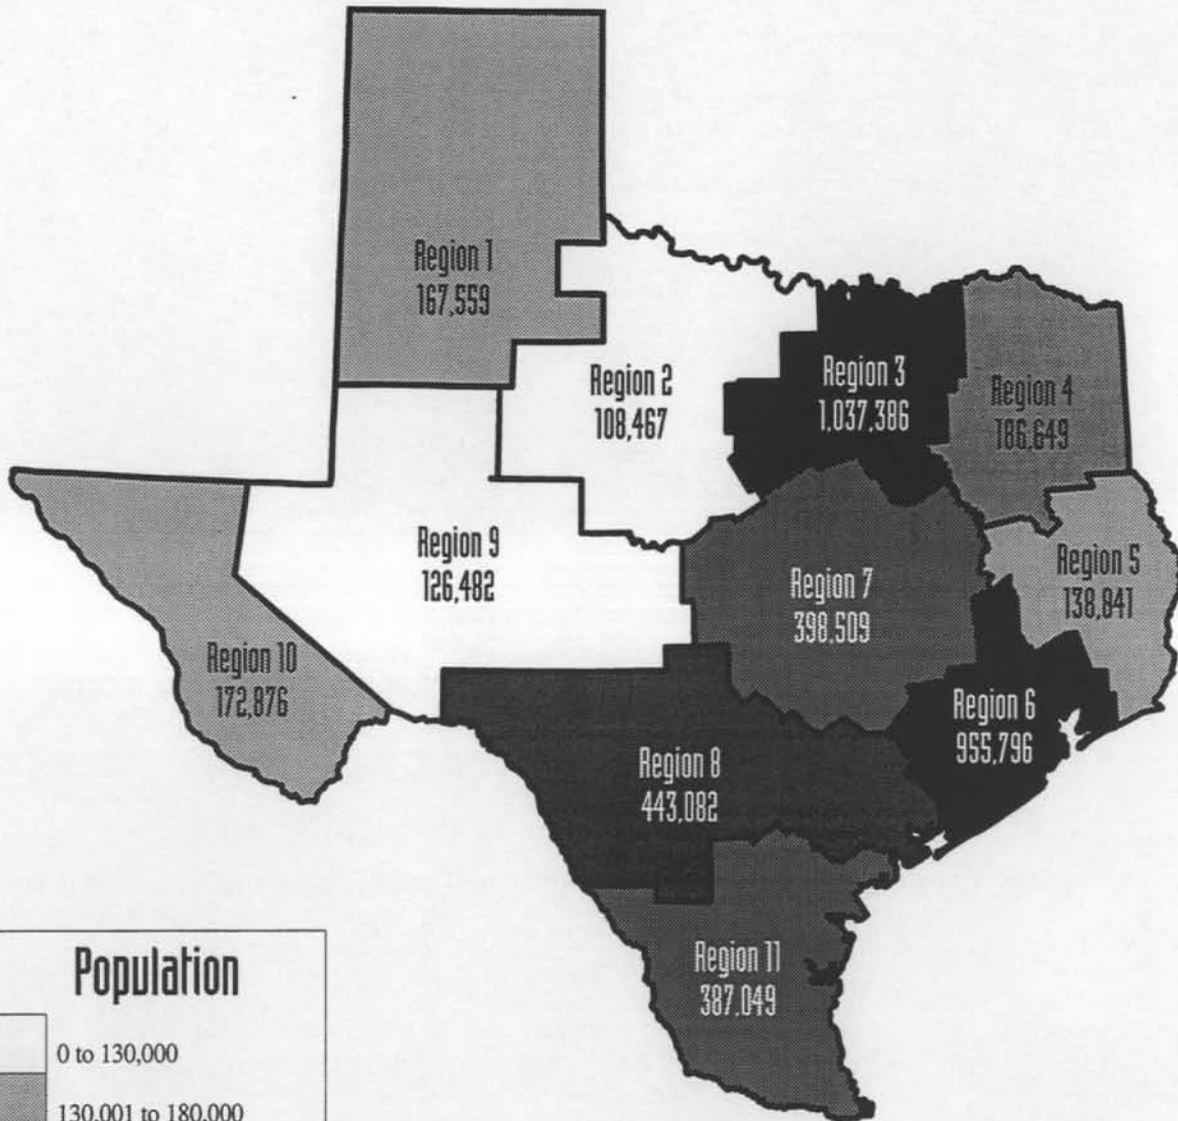 Region 1
167,559
Region 2
108,467
Region 3
1,037,386
Region 4
186,649
Region 9
126,482
Region 7
398,509
Region 5
138,841
Region 10
172,876
Region 6
955,796
Region 8
443,082
Region 11
387,049
Population
0 to 130,000
130,001 to 180,000